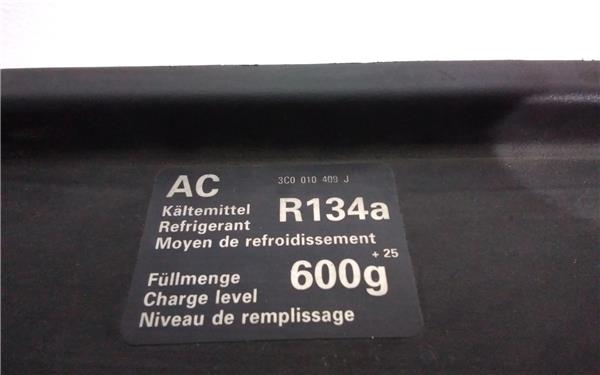 AC 3C0 010 409 J
Kältemittel R134a
Refrigerant
Moyen de refroidissement
Füllmenge 600g + 25
Charge level
Niveau de remplissage